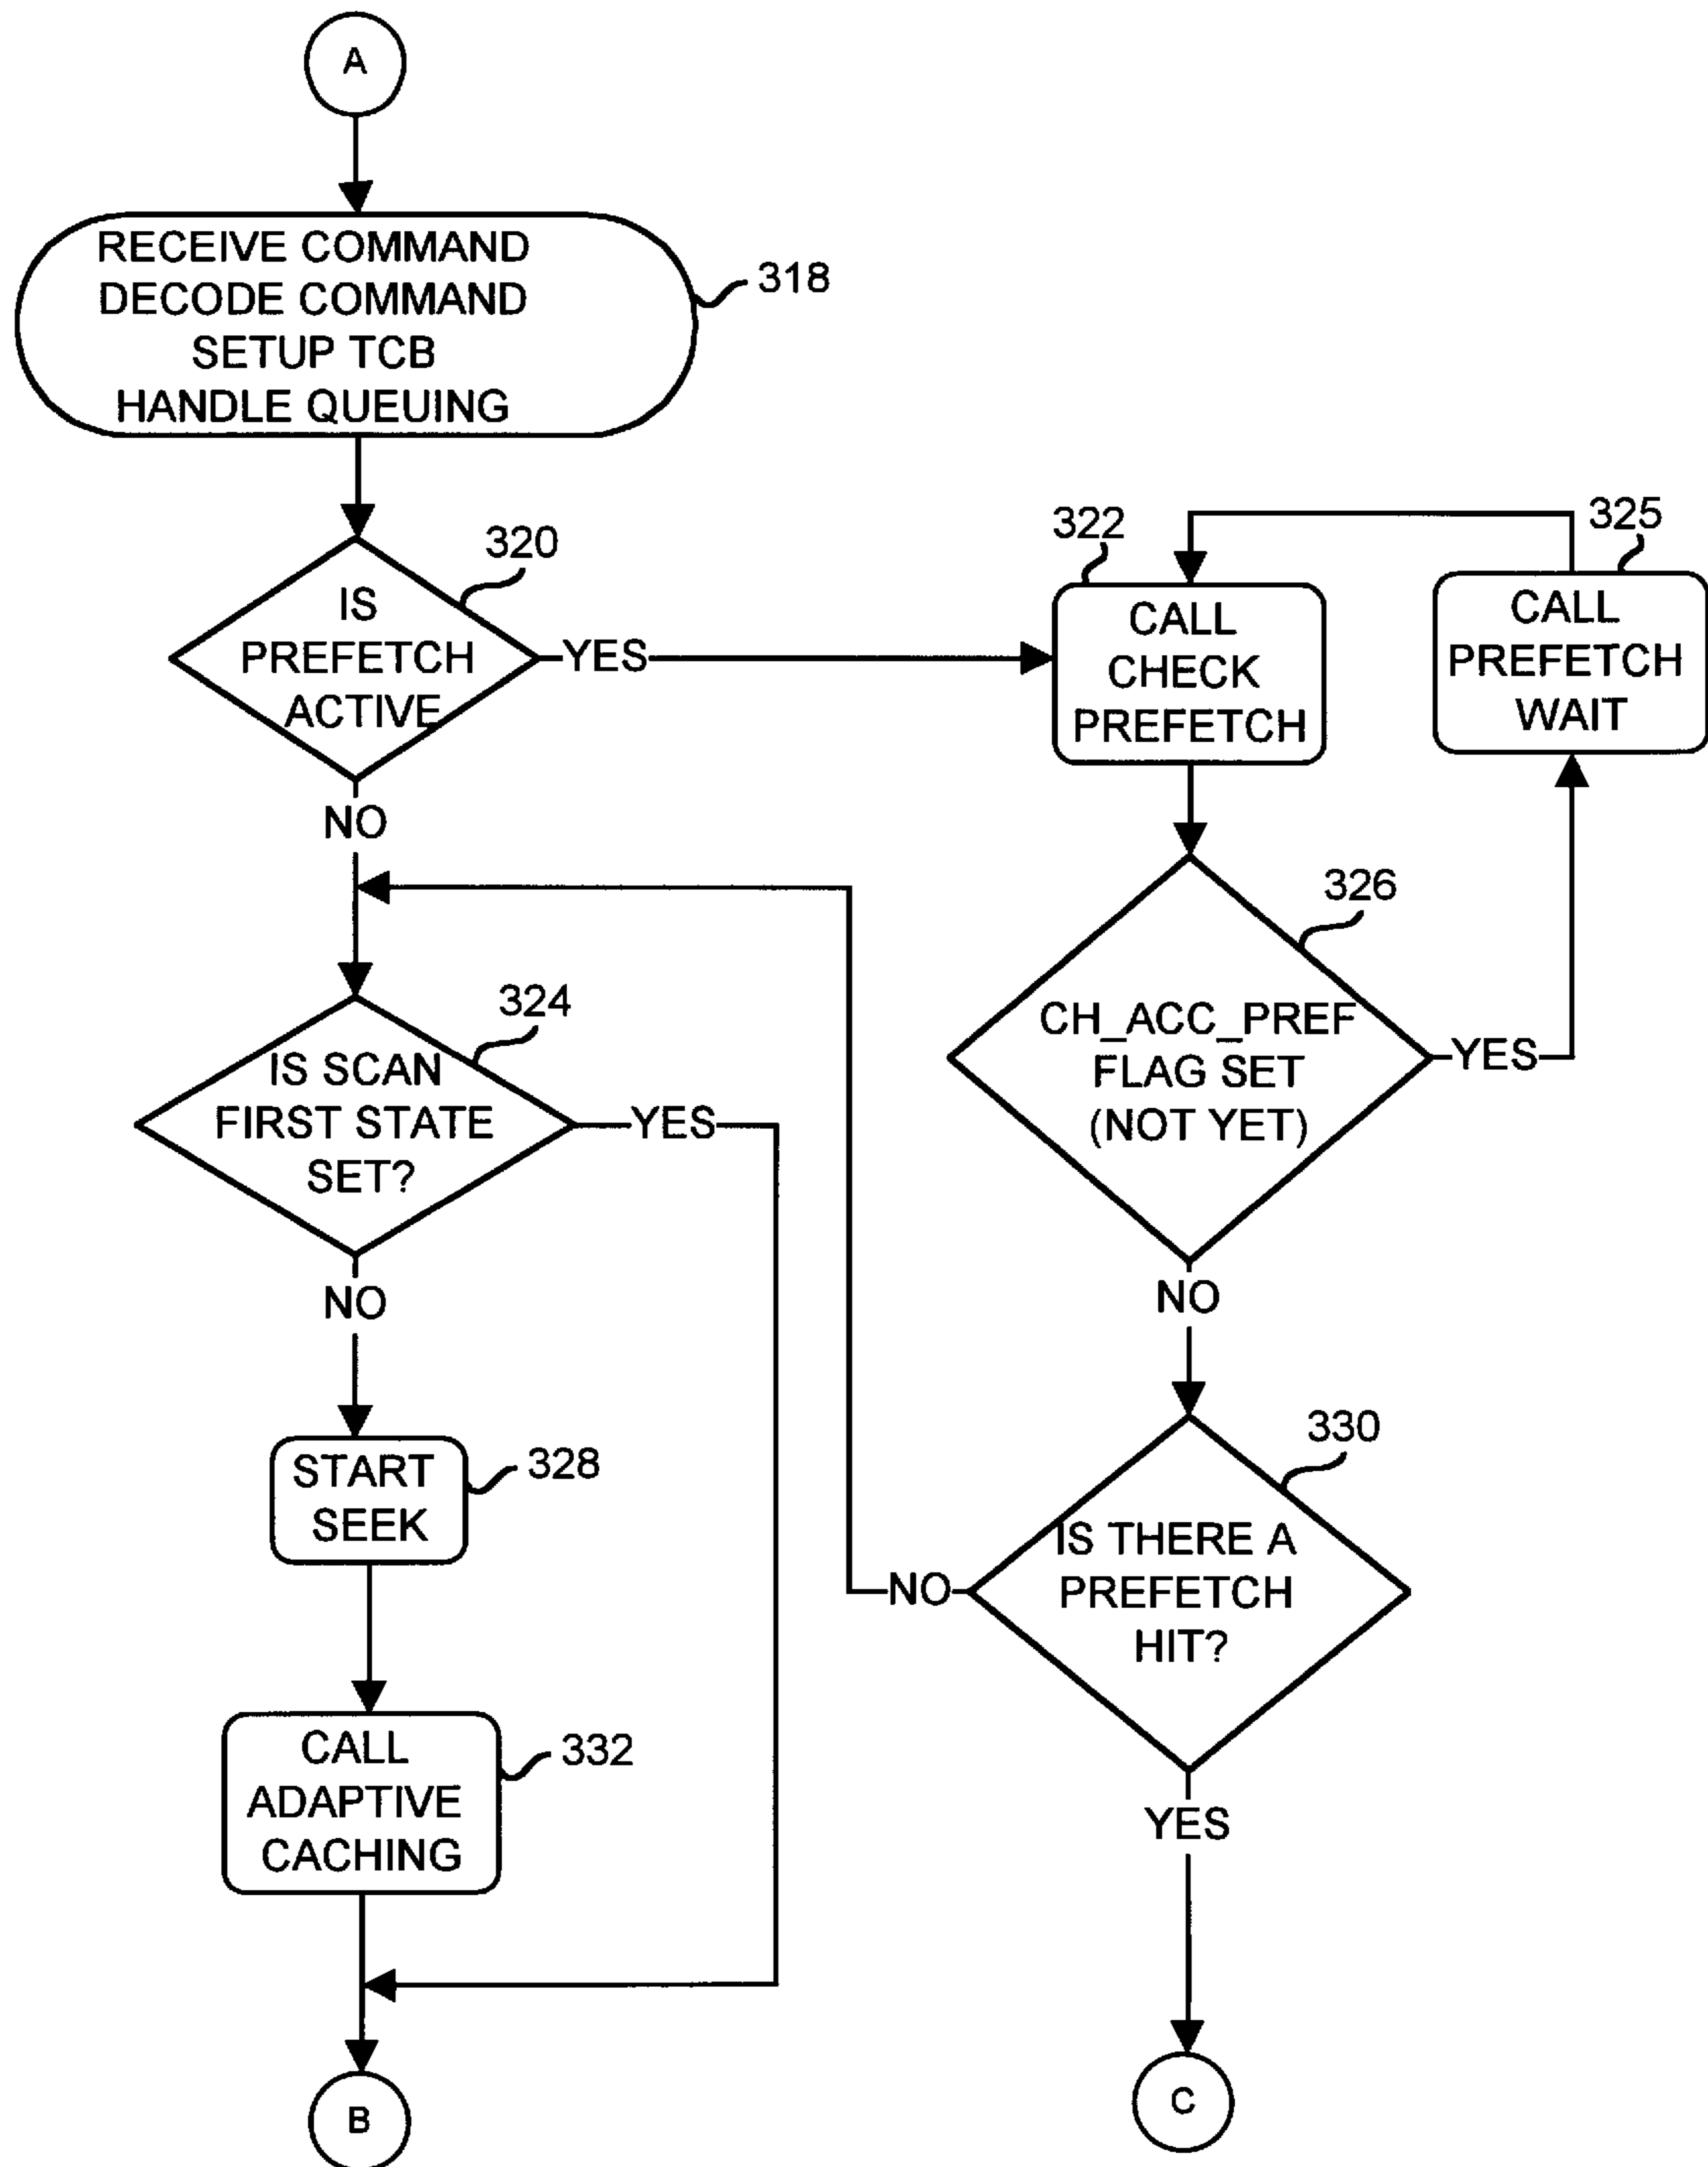 A
RECEIVE COMMAND
DECODE COMMAND
SETUP TCB
HANDLE QUEUING
318
320
IS
PREFETCH
ACTIVE
YES
NO
322
CALL
CHECK
PREFETCH
325
CALL
PREFETCH
WAIT
326
CH_ACC_PREF
FLAG SET
(NOT YET)
YES
NO
324
IS SCAN
FIRST STATE
SET?
YES
NO
START
SEEK
328
330
IS THERE A
PREFETCH
HIT?
NO
YES
CALL
ADAPTIVE
CACHING
332
B
C